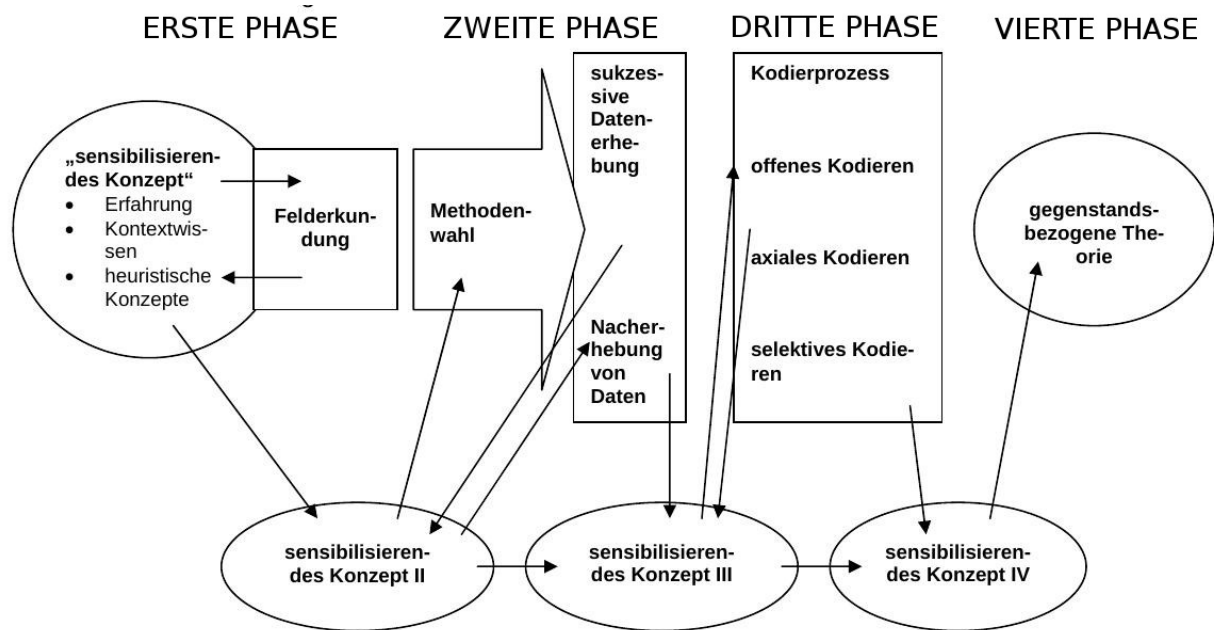 ERSTE PHASE
ZWEITE PHASE
DRITTE PHASE
VIERTE PHASE
„sensibilisieren-
des Konzept“
• Erfahrung
• Kontextwis-
sen
• heuristische
Konzepte
Felderkun-
dung
Methoden-
wahl
sukzes-
sive
Daten-
erhe-
bung
Nacher-
hebung
von
Daten
Kodierprozess
offenes Kodieren
axiales Kodieren
selektives Kodie-
ren
gegenstands-
bezogene The-
orie
sensibilisieren-
des Konzept II
sensibilisieren-
des Konzept III
sensibilisieren-
des Konzept IV